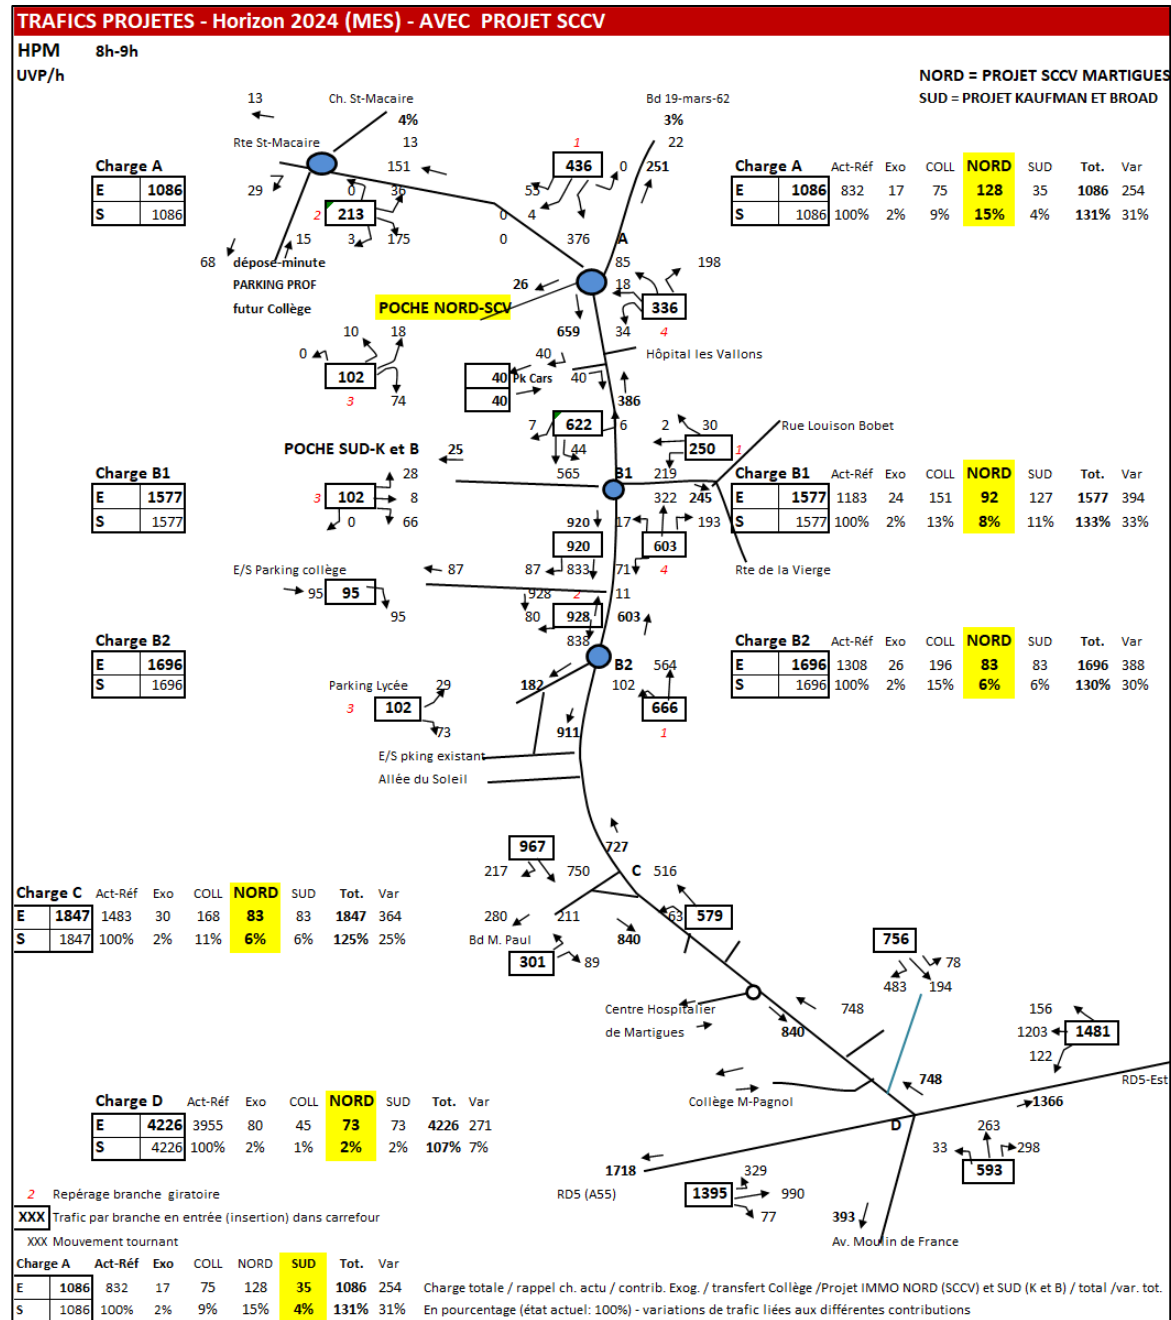 TRAFICS PROJETES - Horizon 2024 (MES) - AVEC PROJET SCCV
HPM 8h-9h
UVP/h
NORD = PROJET SCCV MARTIGUES
SUD = PROJET KAUFMAN ET BROAD
13 Ch. St-Macaire Bd 19-mars-62
4% 3%
Rte St-Macaire 13 1 22
Charge A 151 436 0 251 Charge A Act-Réf Exo COLL NORD SUD Tot. Var
E 1086 29 0 36 55 E 1086 832 17 75 128 35 1086 254
S 1086 2 213 0 4 S 1086 100% 2% 9% 15% 4% 131% 31%
15 3 175 0 376 A
68 dépose-minute 85 198
PARKING PROF 26 18
futur Collège POCHE NORD-SCV 336
10 18 659 34 4
0 40 Hôpital les Vallons
102 40 Pk Cars 40
3 74 40 386
7 622 6 2 30 Rue Louison Bobet
POCHE SUD-K et B 25 44 250 1
Charge B1 28 565 B1 219 Charge B1 Act-Réf Exo COLL NORD SUD Tot. Var
E 1577 3 102 8 322 245 E 1577 1183 24 151 92 127 1577 394
S 1577 0 66 920 17 193 S 1577 100% 2% 13% 8% 11% 133% 33%
920 603
E/S Parking collège 87 87 833 71 4 Rte de la Vierge
95 95 928 2 11
95 80 928 603
Charge B2 838 Charge B2 Act-Réf Exo COLL NORD SUD Tot. Var
E 1696 B2 564 E 1696 1308 26 196 83 83 1696 388
S 1696 Parking Lycée 29 182 102 S 1696 100% 2% 15% 6% 6% 130% 30%
3 102 666
73 911 1
E/S pking existant
Allée du Soleil
967 727
217 750 C 516
Charge C Act-Réf Exo COLL NORD SUD Tot. Var
E 1847 1483 30 168 83 83 1847 364 280 211 63 579
S 1847 100% 2% 11% 6% 6% 125% 25% Bd M. Paul 840 756
301 89 78
483 194
Centre Hospitalier 748 156
de Martigues 840 1203 1481
122
748 RD5-Est
Collège M-Pagnol 1366
Charge D Act-Réf Exo COLL NORD SUD Tot. Var
E 4226 3955 80 45 73 73 4226 271 D 263
S 4226 100% 2% 1% 2% 2% 107% 7% 33 298
1718 329 593
2 Repérage branche giratoire RD5 (A55) 1395 990
XXX Trafic par branche en entrée (insertion) dans carrefour 77 393
XXX Mouvement tournant Av. Moulin de France
Charge A Act-Réf Exo COLL NORD SUD Tot. Var
E 1086 832 17 75 128 35 1086 254 Charge totale / rappel ch. actu / contrib. Exog. / transfert Collège /Projet IMMO NORD (SCCV) et SUD (K et B) / total /var. tot.
S 1086 100% 2% 9% 15% 4% 131% 31% En pourcentage (état actuel: 100%) - variations de trafic liées aux différentes contributions